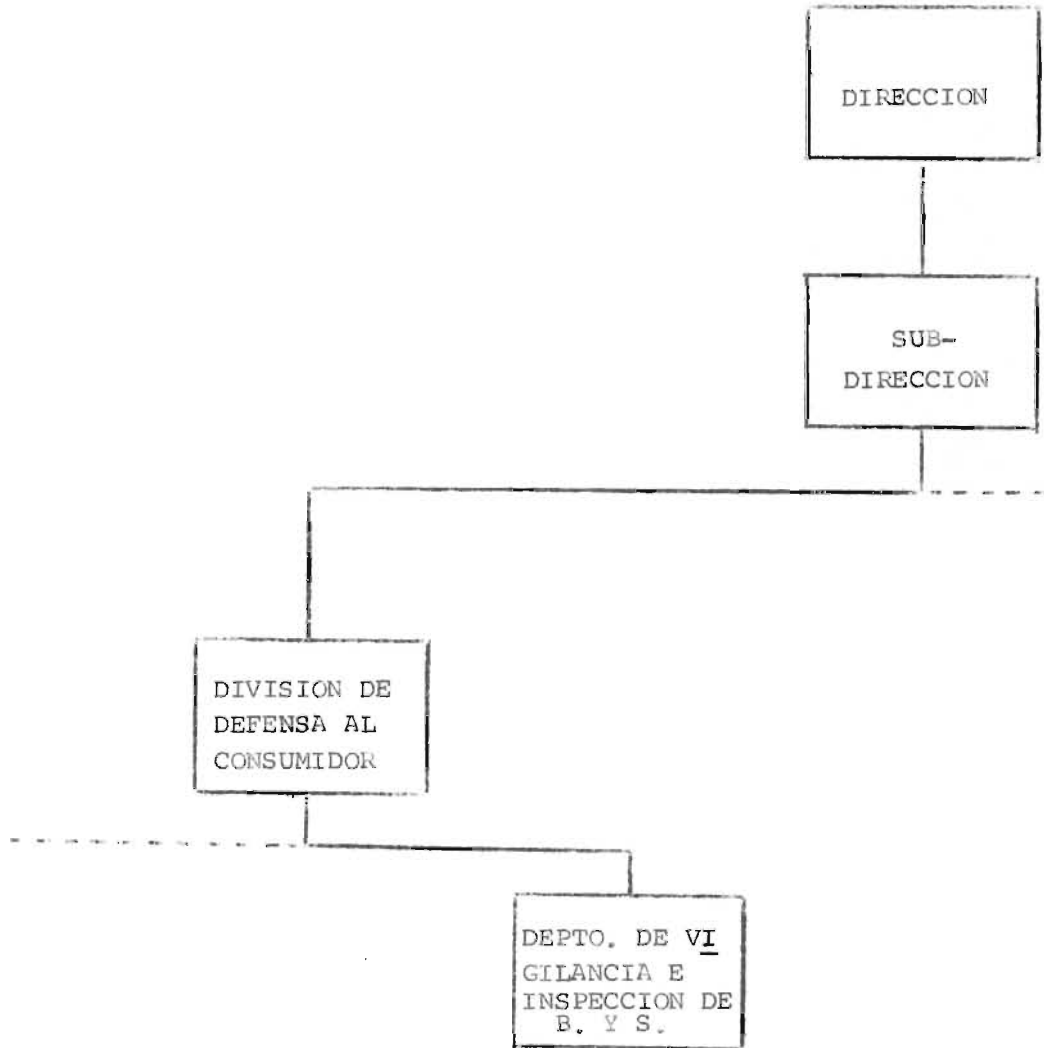 DIRECCION
SUB-
DIRECCION
DIVISION DE
DEFENSA AL
CONSUMIDOR
DEPTO. DE VI
GILANCIA E
INSPECCION DE
B. Y S.